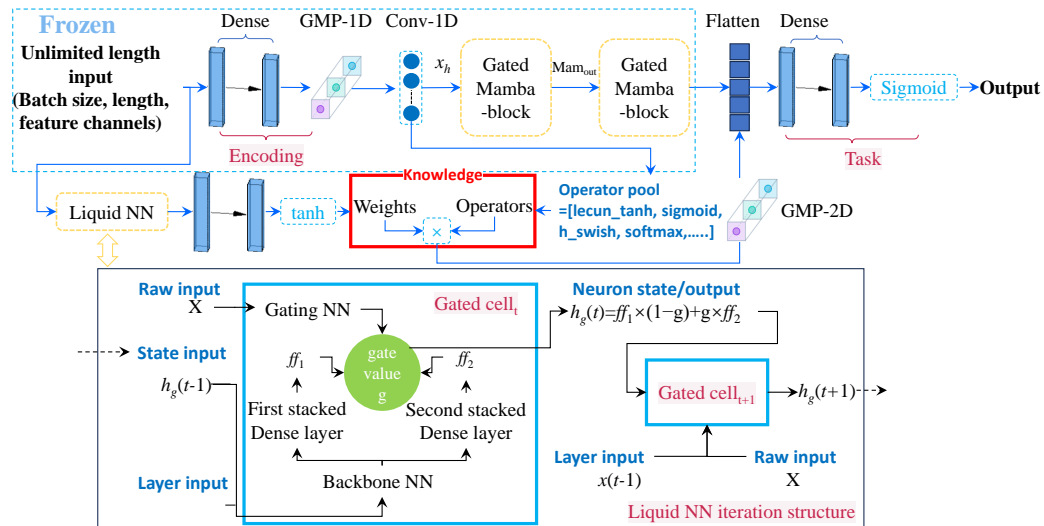 Frozen
Unlimited length
input
(Batch size, length,
feature channels)
Dense
GMP-1D
Conv-1D
x_h
Gated
Mamba
-block
Mam_out
Gated
Mamba
-block
Flatten
Dense
Sigmoid
Output
Encoding
Task
Liquid NN
tanh
Knowledge
Weights
Operators
×
Operator pool
=[lecun_tanh, sigmoid,
h_swish, softmax,…..]
GMP-2D
Raw input
X
Gating NN
Gated cell_t
Neuron state/output
h_g(t)=ff_1×(1−g)+g×ff_2
State input
h_g(t-1)
ff_1
gate
value
g
ff_2
First stacked
Dense layer
Second stacked
Dense layer
Gated cell_t+1
h_g(t+1)
Layer input
Backbone NN
Layer input
x(t-1)
Raw input
X
Liquid NN iteration structure